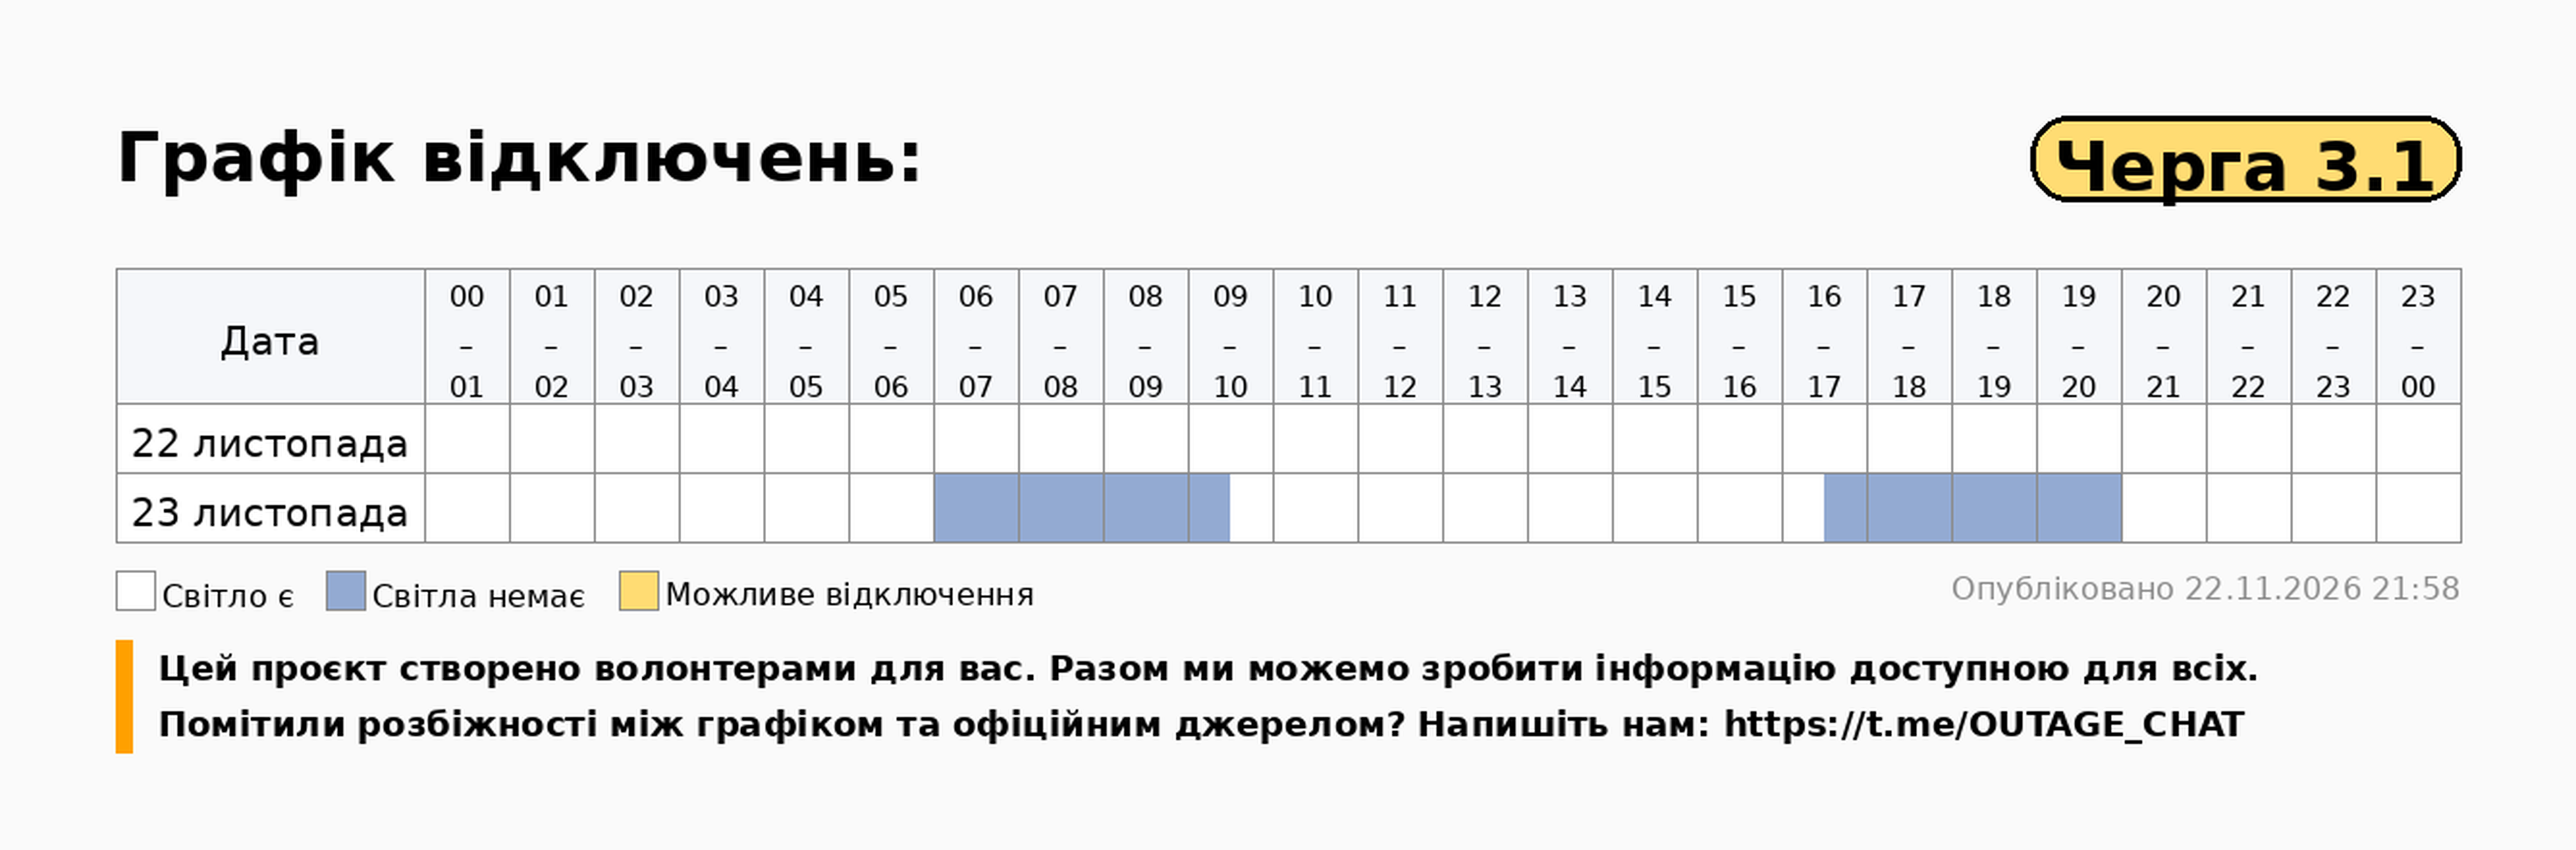 Графік відключень:
Черга 3.1
Дата
00 – 01
01 – 02
02 – 03
03 – 04
04 – 05
05 – 06
06 – 07
07 – 08
08 – 09
09 – 10
10 – 11
11 – 12
12 – 13
13 – 14
14 – 15
15 – 16
16 – 17
17 – 18
18 – 19
19 – 20
20 – 21
21 – 22
22 – 23
23 – 00
22 листопада
23 листопада
Світло є
Світла немає
Можливе відключення
Опубліковано 22.11.2026 21:58
Цей проєкт створено волонтерами для вас. Разом ми можемо зробити інформацію доступною для всіх.
Помітили розбіжності між графіком та офіційним джерелом? Напишіть нам: https://t.me/OUTAGE_CHAT